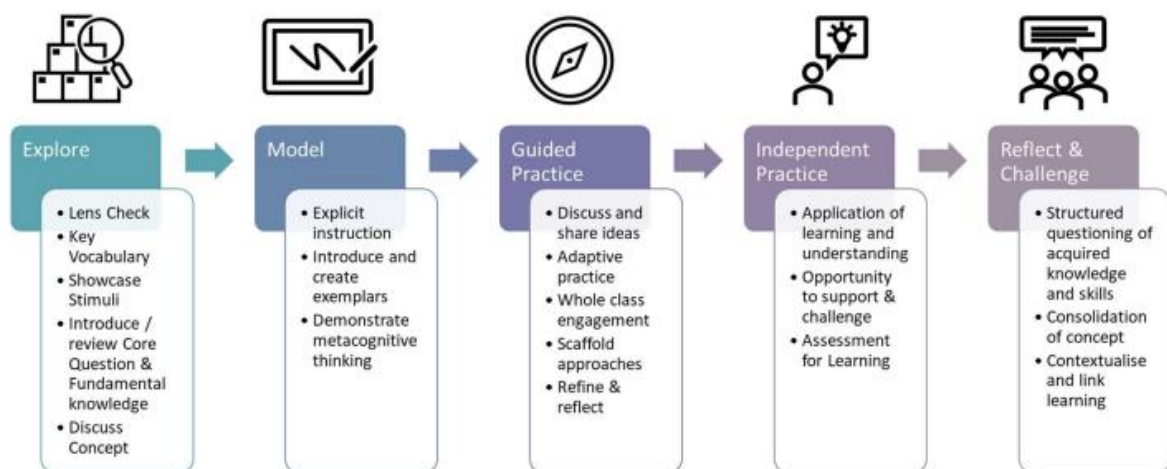 Explore
• Lens Check
• Key
Vocabulary
• Showcase
Stimuli
• Introduce /
review Core
Question &
Fundamental
knowledge
• Discuss
Concept
Model
• Explicit
instruction
• Introduce and
create
exemplars
• Demonstrate
metacognitive
thinking
Guided
Practice
• Discuss and
share ideas
• Adaptive
practice
• Whole class
engagement
• Scaffold
approaches
• Refine &
reflect
Independent
Practice
• Application of
learning and
understanding
• Opportunity
to support &
challenge
• Assessment
for Learning
Reflect &
Challenge
• Structured
questioning of
acquired
knowledge
and skills
• Consolidation
of concept
• Contextualise
and link
learning